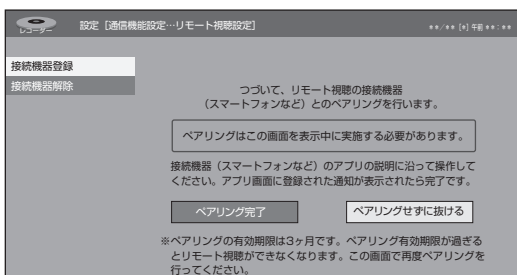 レコーダー
設定［通信機能設定…リモート視聴設定］
**/** [*] 午前**:**
接続機器登録
接続機器解除
つづいて、リモート視聴の接続機器
（スマートフォンなど）とのペアリングを行います。
ペアリングはこの画面を表示中に実施する必要があります。
接続機器（スマートフォンなど）のアプリの説明に沿って操作して
ください。アプリ画面に登録された通知が表示されたら完了です。
ペアリング完了
ペアリングせずに抜ける
※ペアリングの有効期限は3ヶ月です。ペアリング有効期限が過ぎる
とリモート視聴ができなくなります。この画面で再度ペアリングを
行ってください。